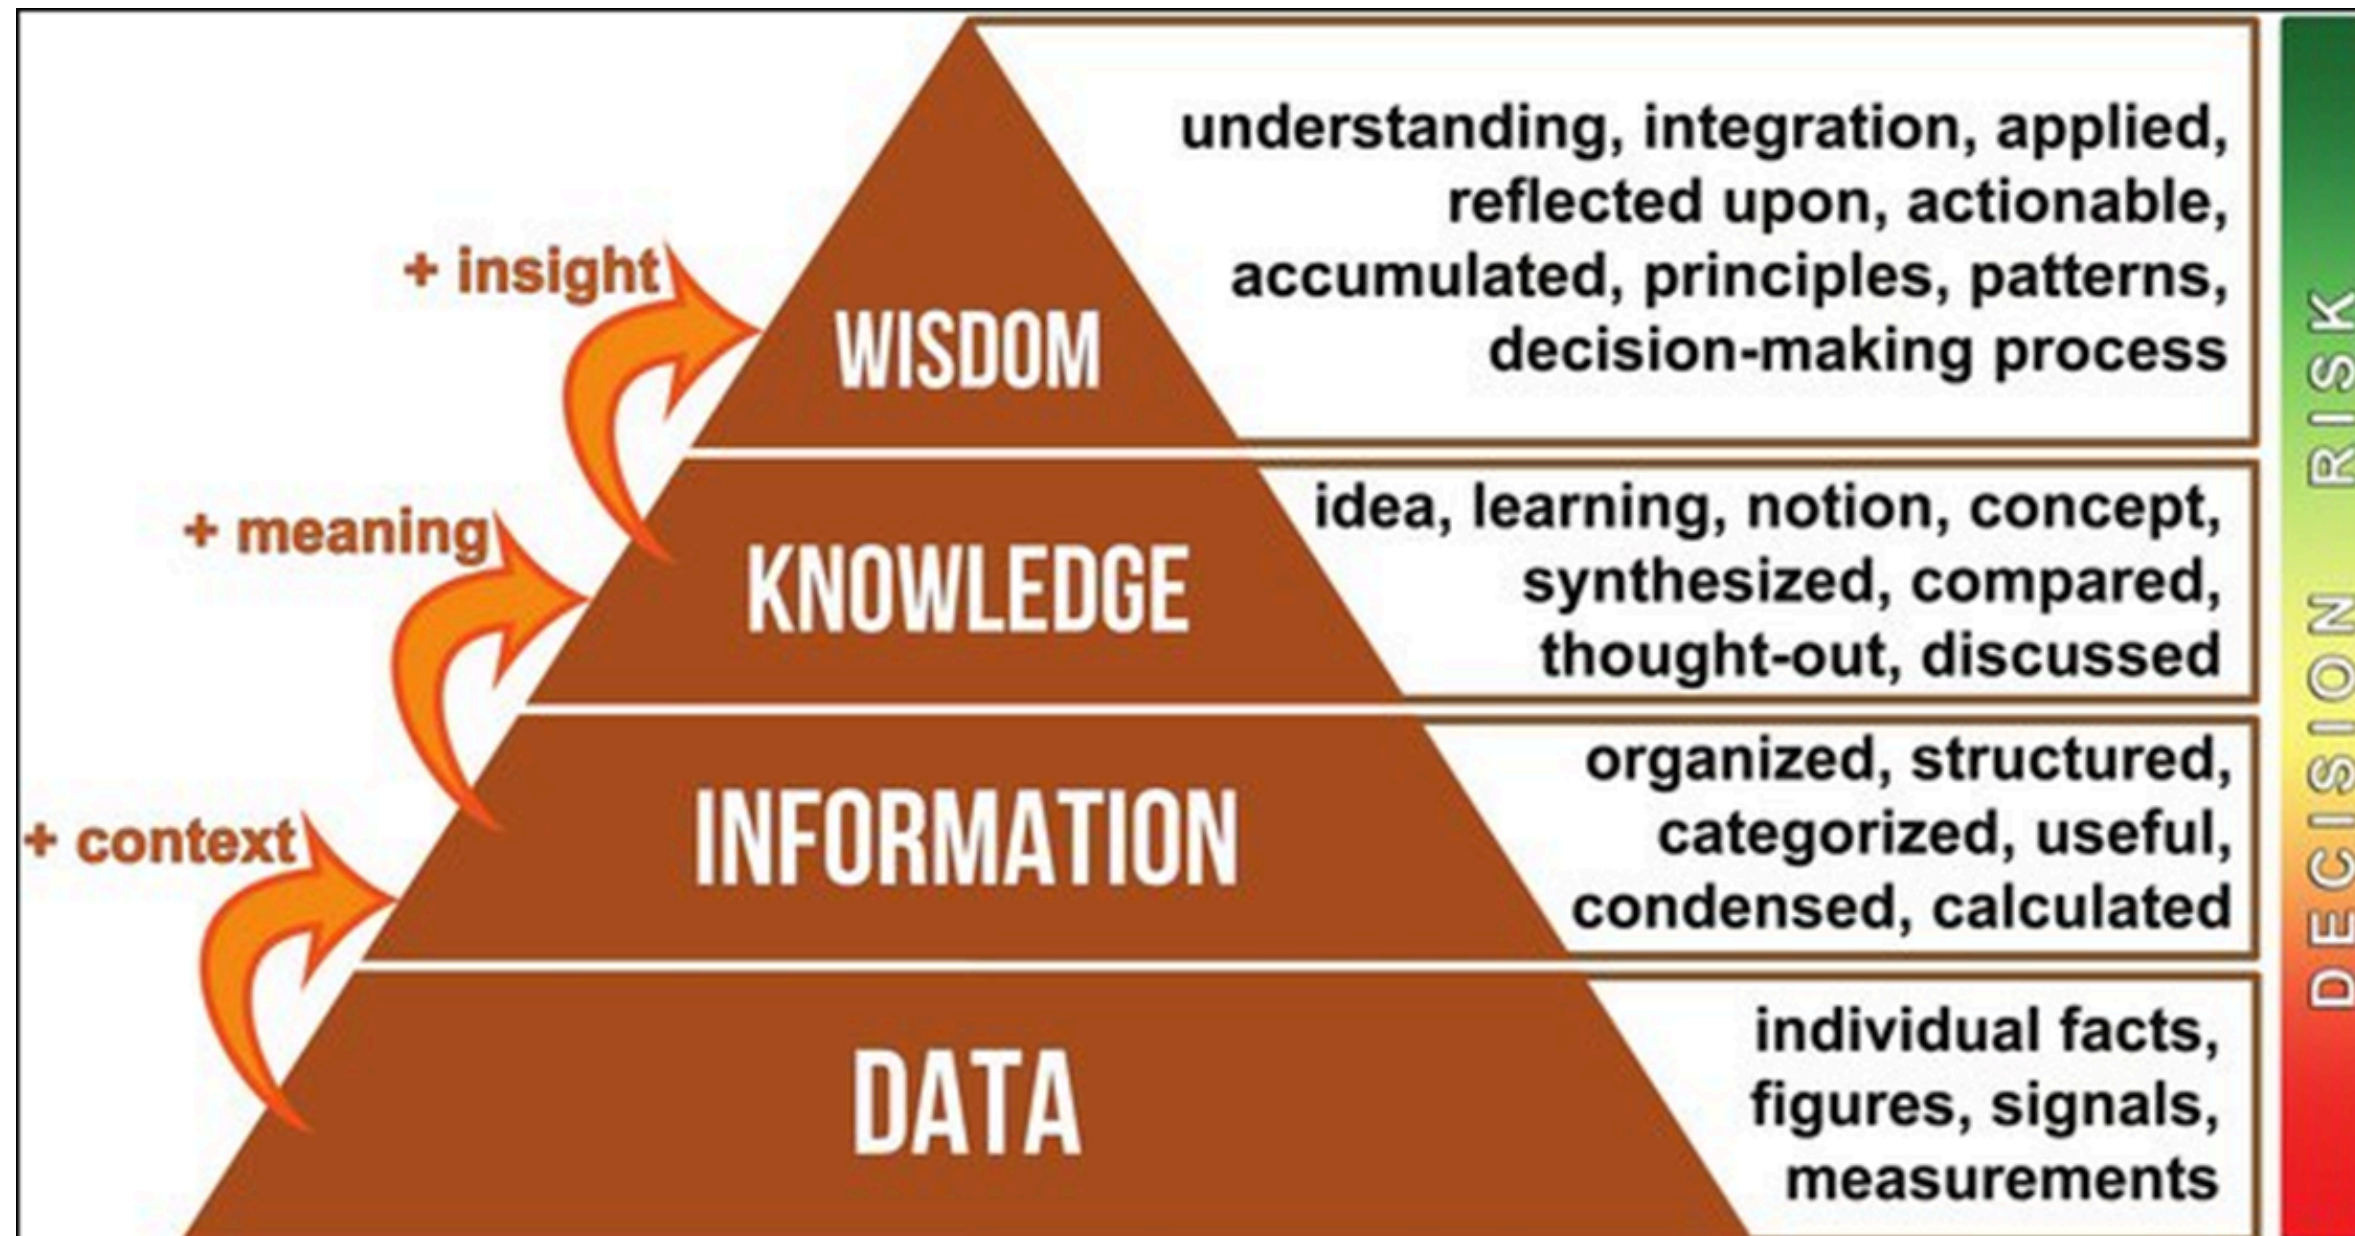 understanding, integration, applied,
reflected upon, actionable,
accumulated, principles, patterns,
decision-making process
+ insight
WISDOM
idea, learning, notion, concept,
synthesized, compared,
thought-out, discussed
+ meaning
KNOWLEDGE
organized, structured,
categorized, useful,
condensed, calculated
+ context
INFORMATION
individual facts,
figures, signals,
measurements
DATA
DECISION RISK